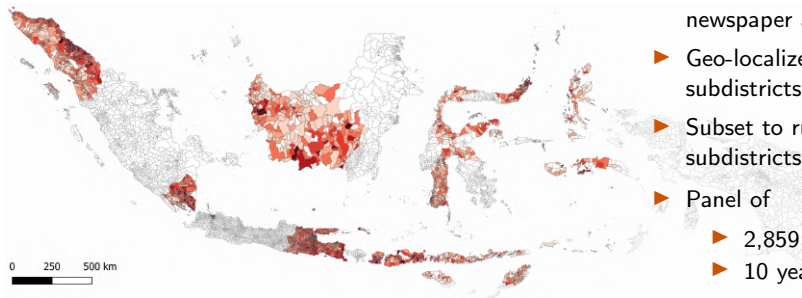 newspaper
Geo-localize
subdistricts
Subset to ru
subdistricts
Panel of
2,859
10 yea
0 250 500 km